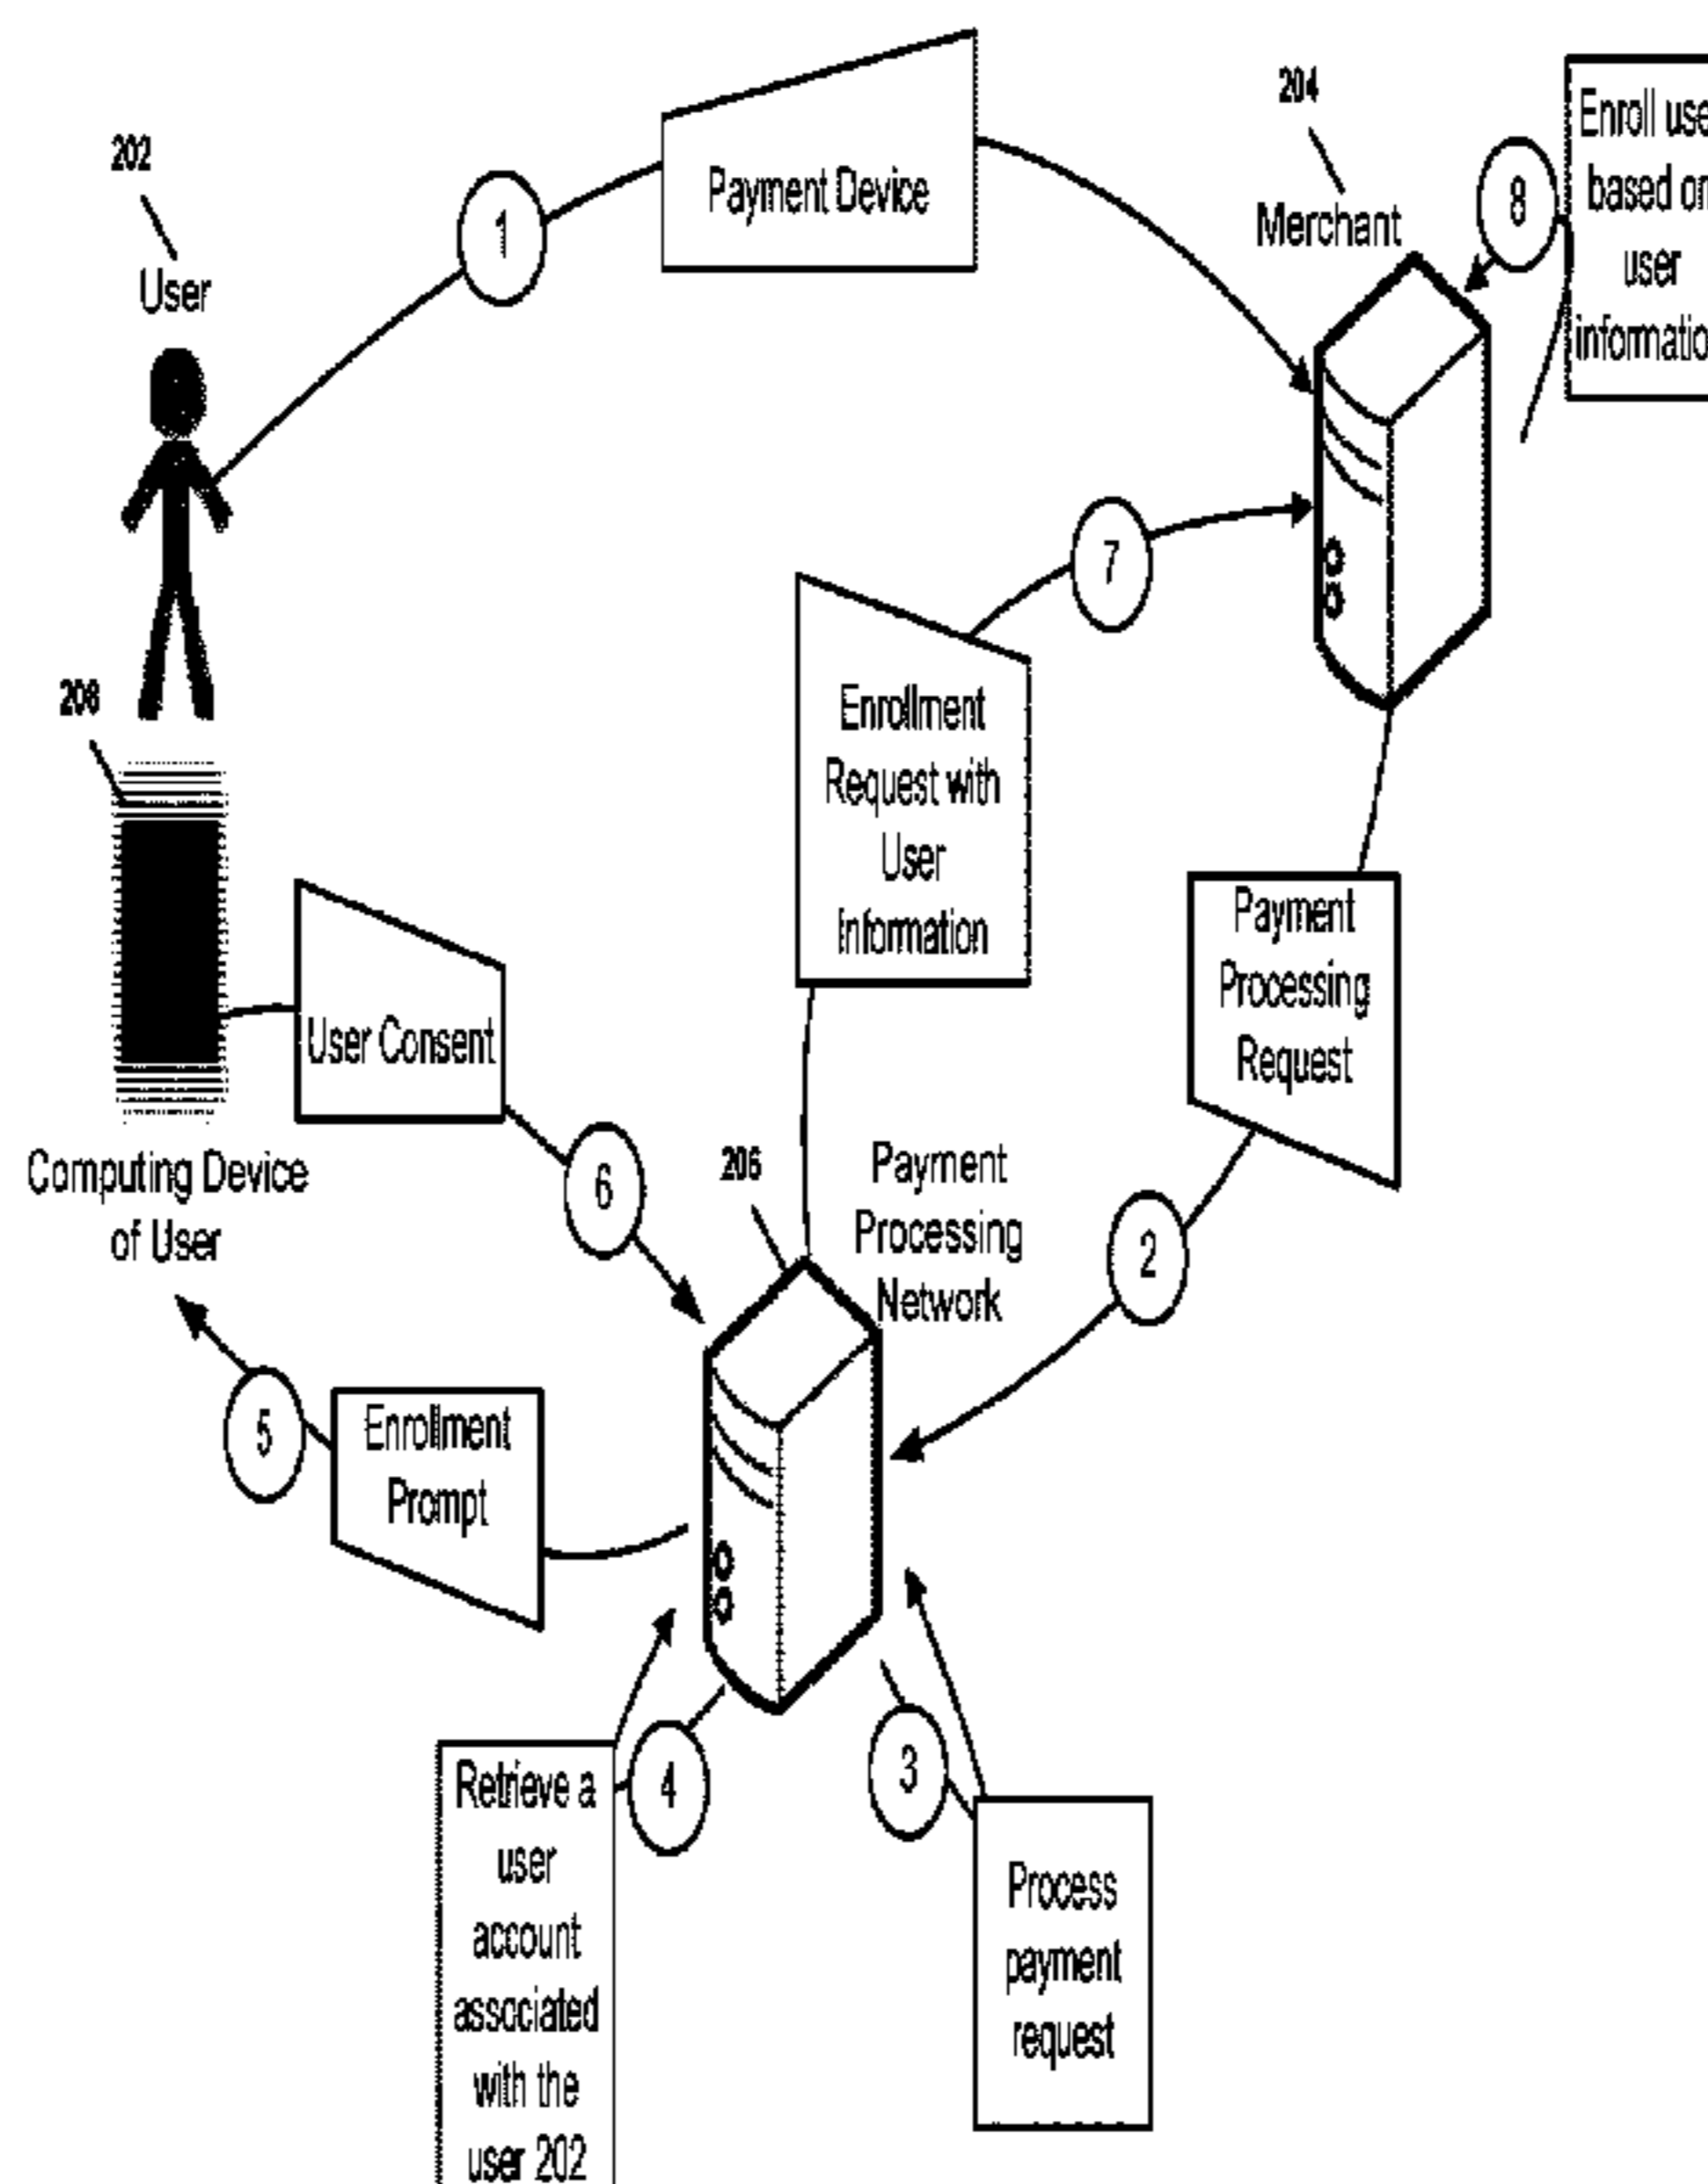 202
User
1
Payment Device
204
Merchant
8
Enroll use
based on
user
informatio
7
Enrollment
Request with
User
Information
208
Payment
Processing
Request
User Consent
Computing Device
of User
6
206
Payment
Processing
Network
2
5
Enrollment
Prompt
4
Retrieve a
user
account
associated
with the
user 202
3
Process
payment
request